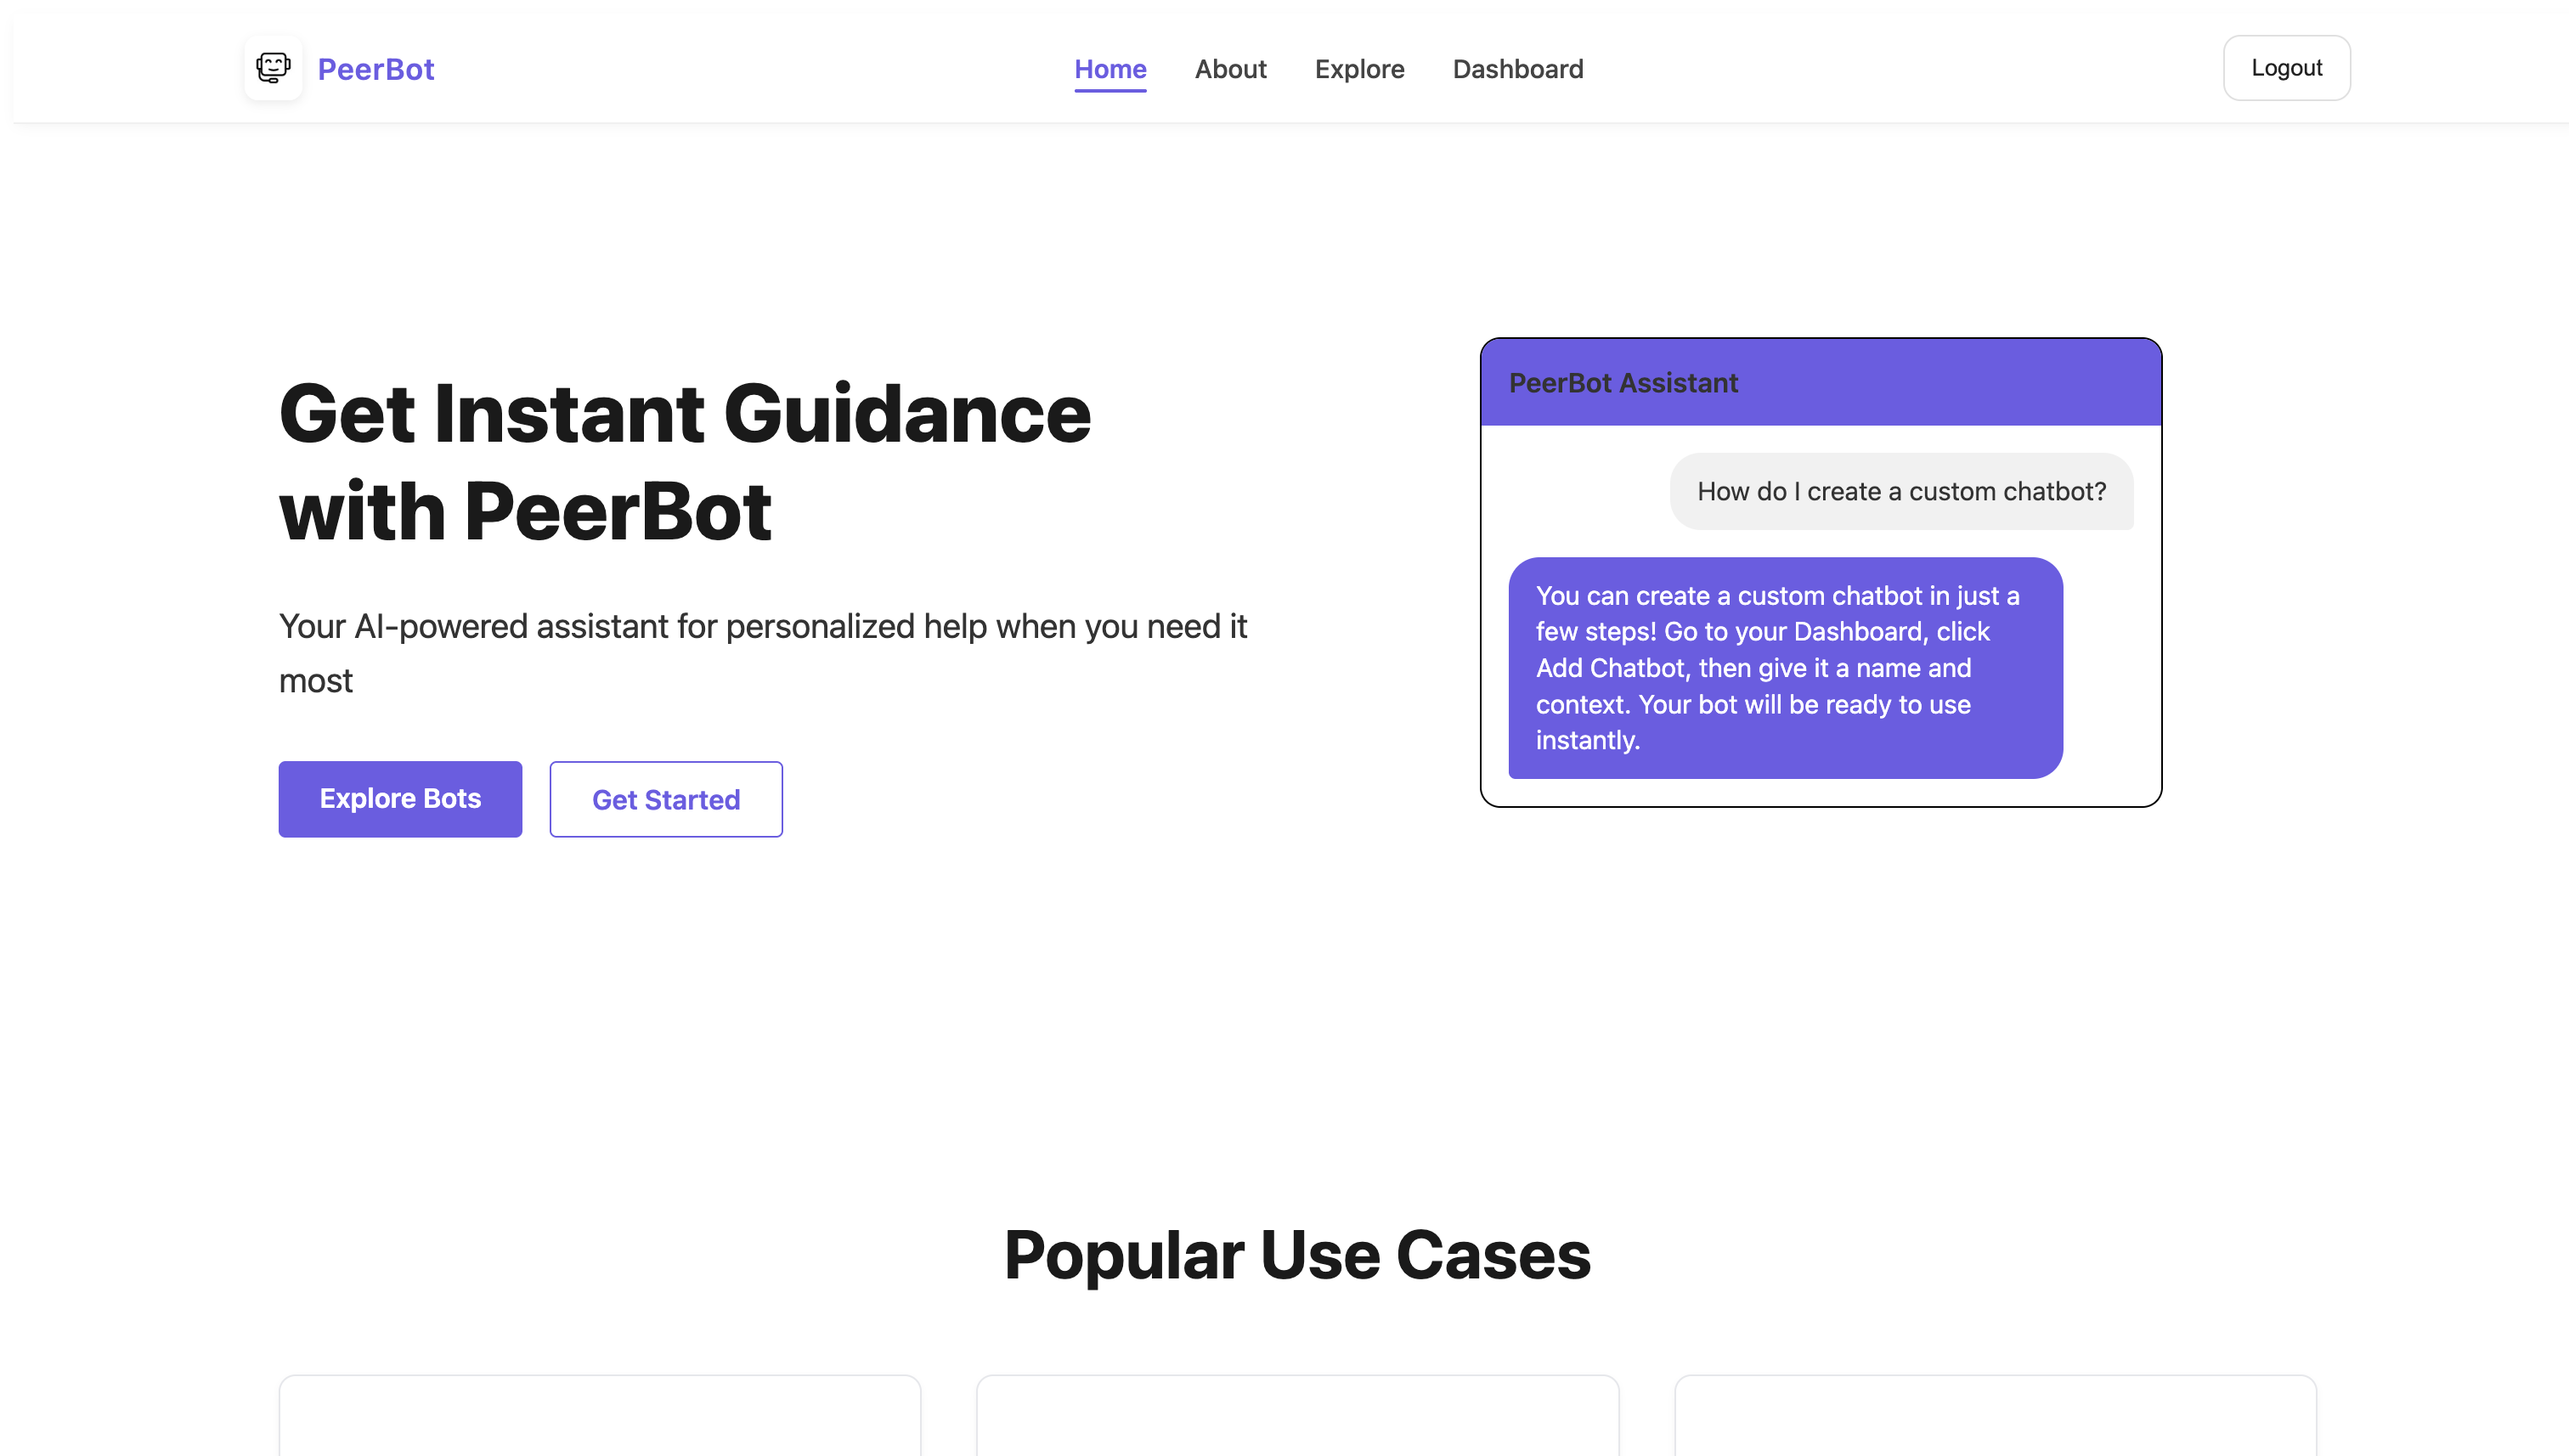 PeerBot
Home
About
Explore
Dashboard
Logout
Get Instant Guidance
with PeerBot
Your AI-powered assistant for personalized help when you need it
most
Explore Bots
Get Started
PeerBot Assistant
How do I create a custom chatbot?
You can create a custom chatbot in just a
few steps! Go to your Dashboard, click
Add Chatbot, then give it a name and
context. Your bot will be ready to use
instantly.
Popular Use Cases